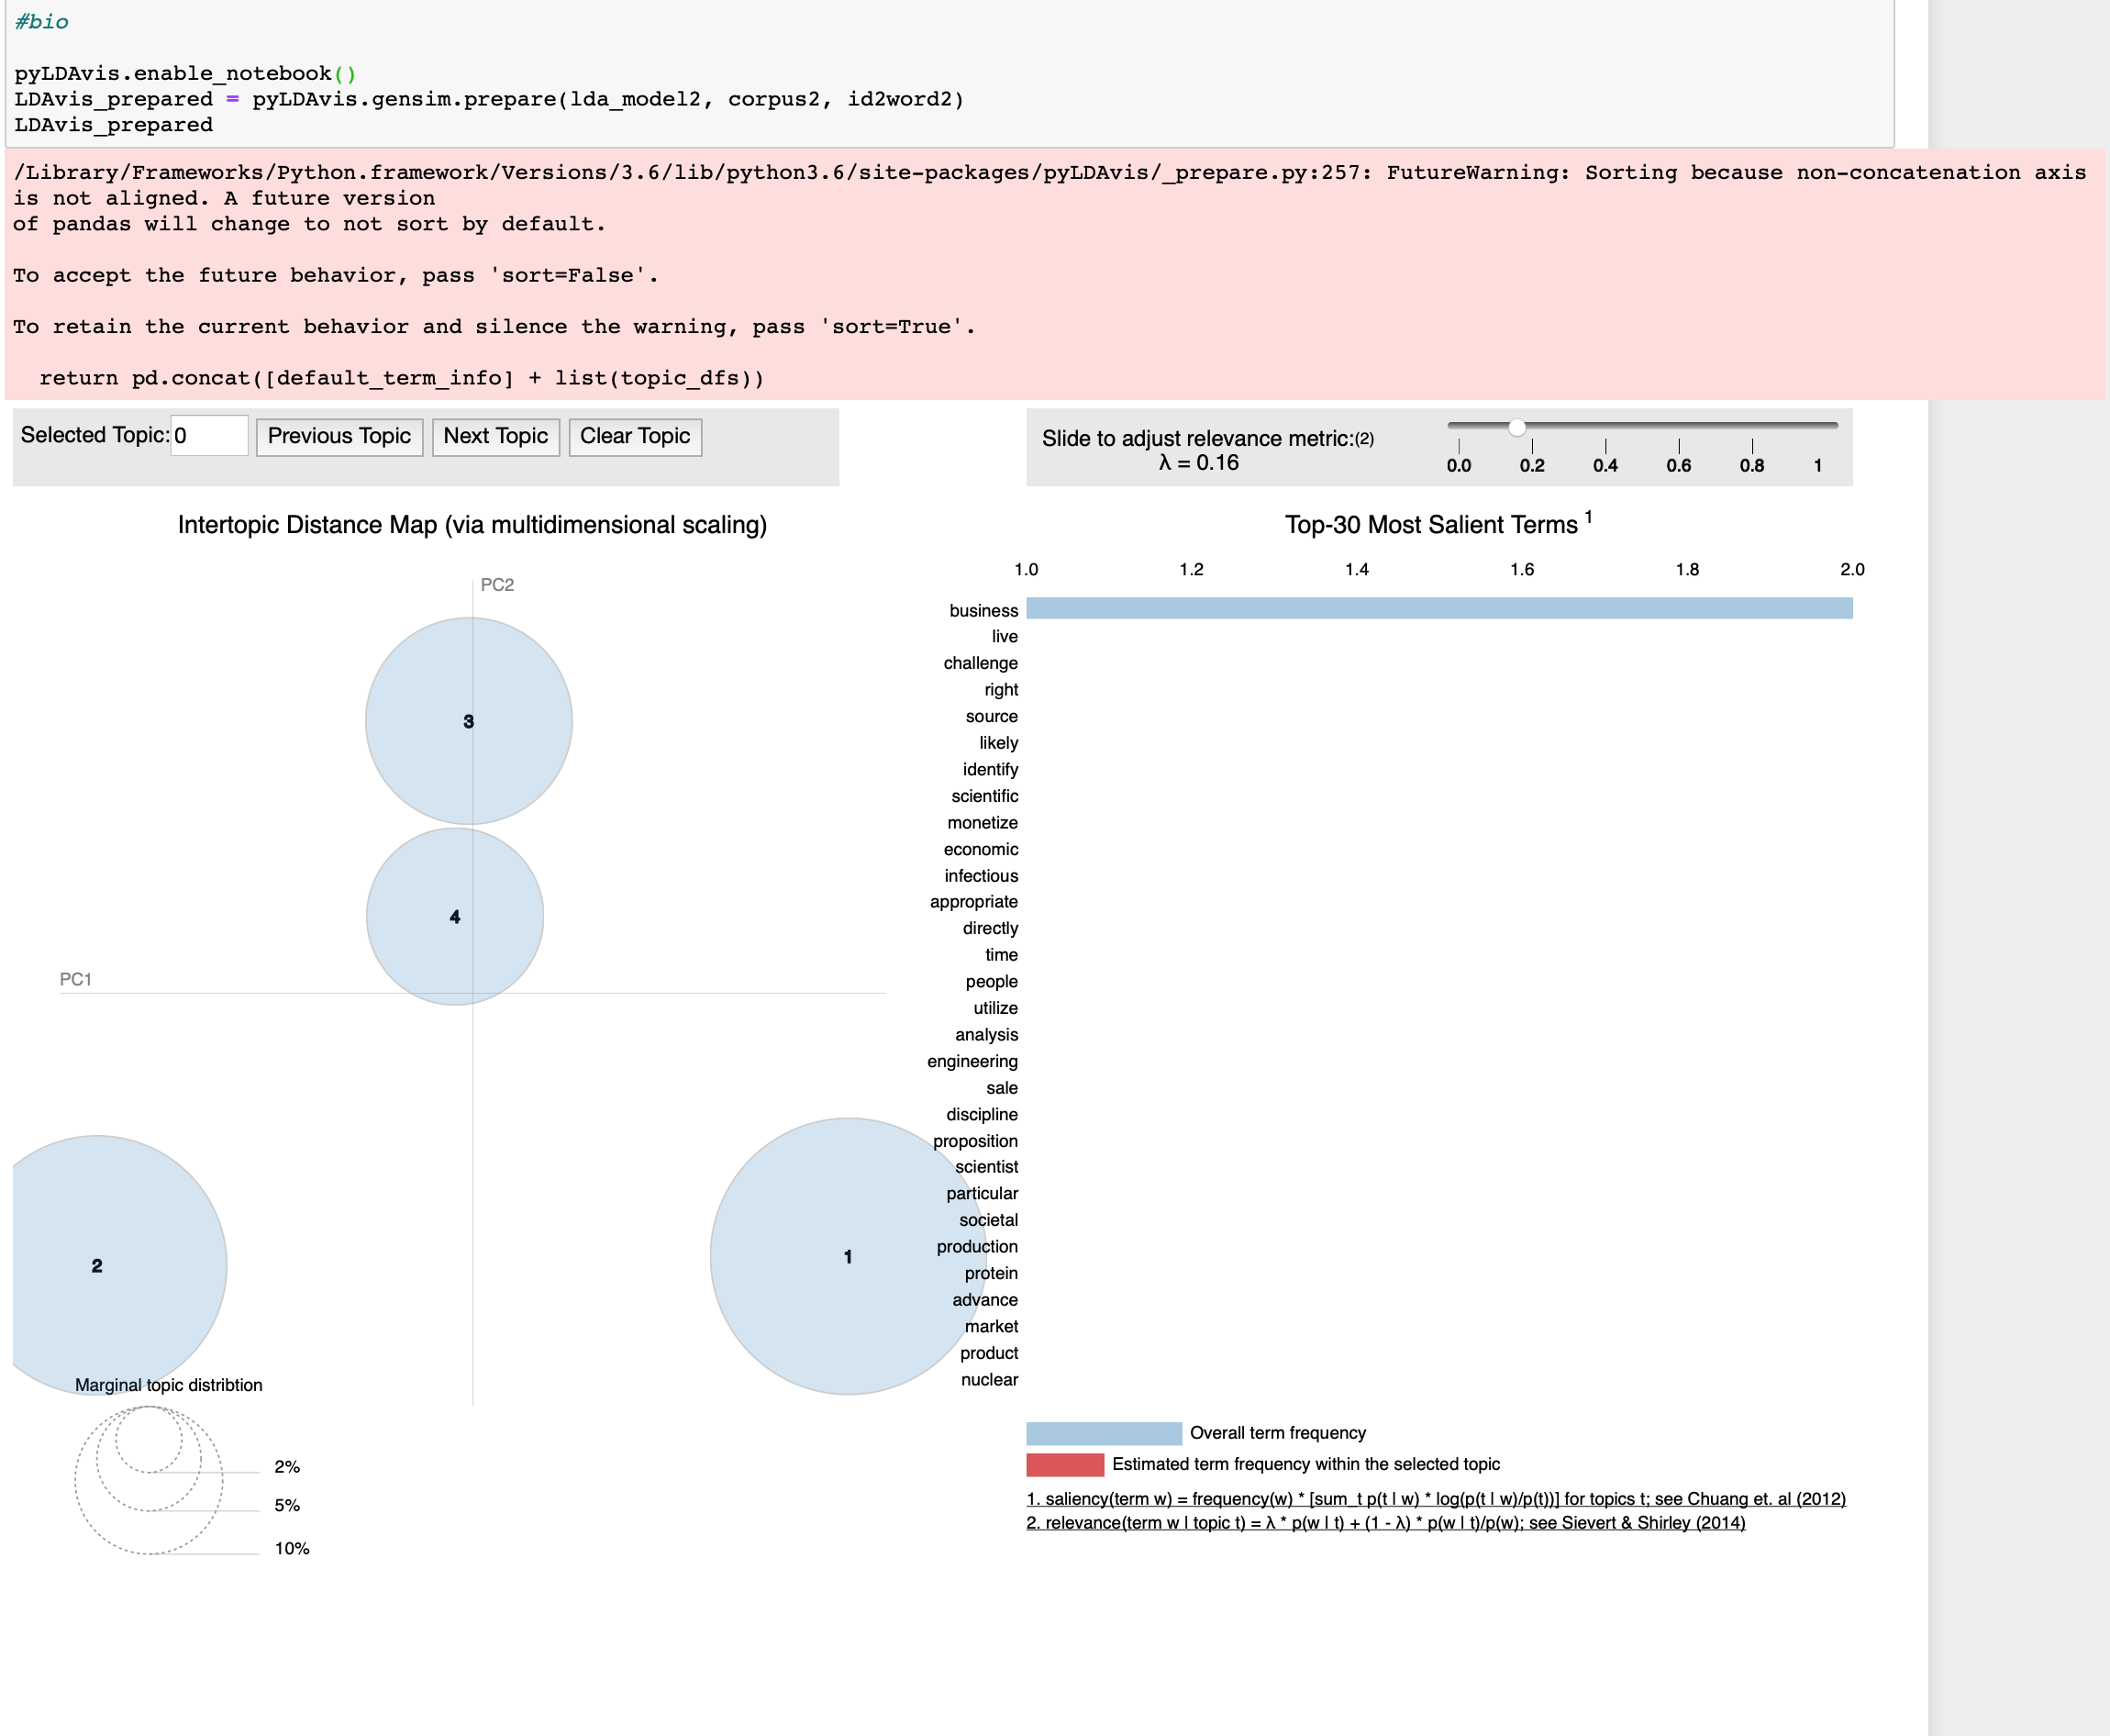 #bio
pyLDAvis.enable_notebook()
LDAvis_prepared = pyLDAvis.gensim.prepare(lda_model2, corpus2, id2word2)
LDAvis_prepared
/Library/Frameworks/Python.framework/Versions/3.6/lib/python3.6/site-packages/pyLDAvis/_prepare.py:257: FutureWarning: Sorting because non-concatenation axis
is not aligned. A future version
of pandas will change to not sort by default.
To accept the future behavior, pass 'sort=False'.
To retain the current behavior and silence the warning, pass 'sort=True'.
return pd.concat([default_term_info] + list(topic_dfs))
Selected Topic: 0 Previous Topic Next Topic Clear Topic
Slide to adjust relevance metric:(2)
λ = 0.16
0.0 0.2 0.4 0.6 0.8 1
Intertopic Distance Map (via multidimensional scaling)
PC2
3
4
PC1
2
1
Marginal topic distribtion
2%
5%
10%
Top-30 Most Salient Terms 1
1.0 1.2 1.4 1.6 1.8 2.0
business
live
challenge
right
source
likely
identify
scientific
monetize
economic
infectious
appropriate
directly
time
people
utilize
analysis
engineering
sale
discipline
proposition
scientist
particular
societal
production
protein
advance
market
product
nuclear
Overall term frequency
Estimated term frequency within the selected topic
1. saliency(term w) = frequency(w) * [sum_t p(t | w) * log(p(t | w)/p(t))] for topics t; see Chuang et. al (2012)
2. relevance(term w | topic t) = λ * p(w | t) + (1 - λ) * p(w | t)/p(w); see Sievert & Shirley (2014)